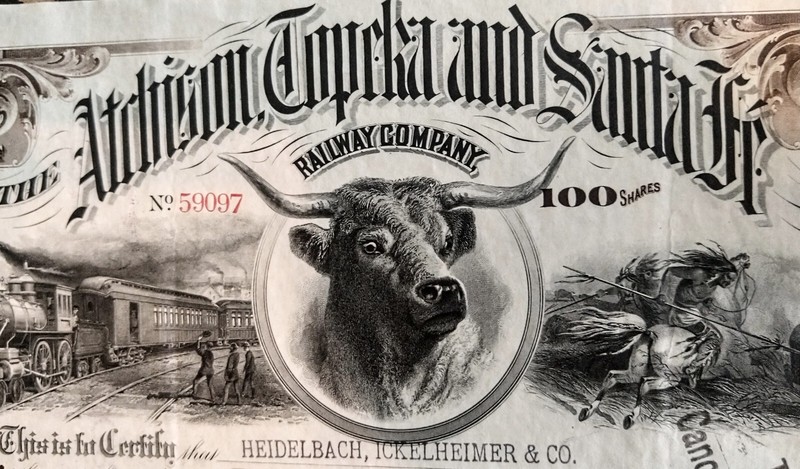 THE Atchison, Topeka and Santa Fe
RAILWAY COMPANY.
No 59097
100 SHARES
This is to Certify that HEIDELBACH, ICKELHEIMER & CO.